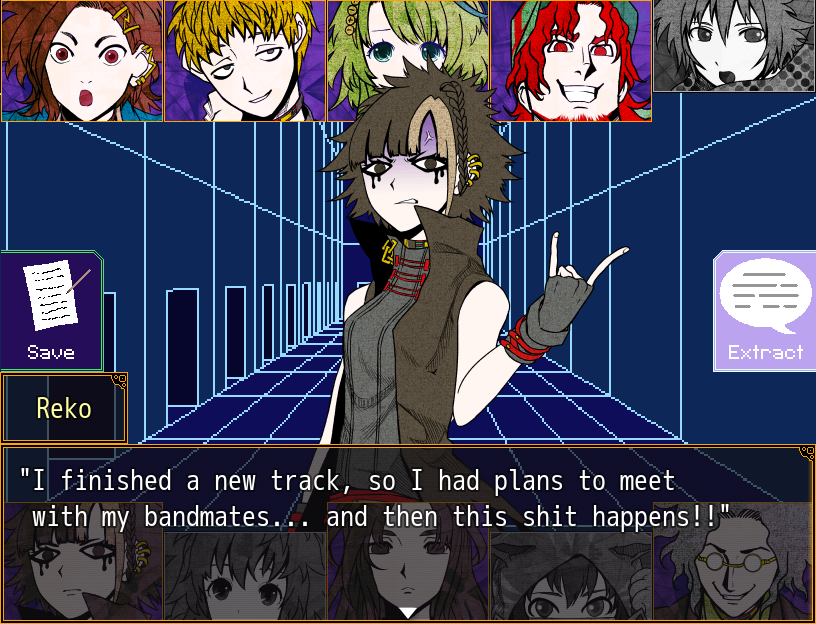 Save
Extract
Reko
"I finished a new track, so I had plans to meet
with my bandmates... and then this shit happens!!"